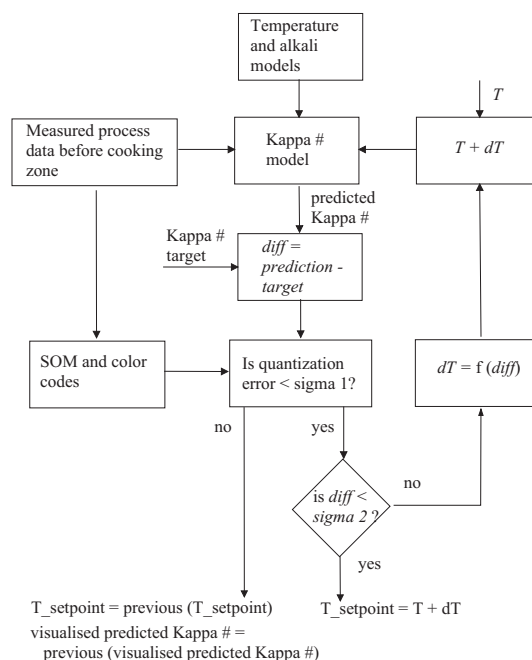 Temperature
and alkali
models
T
Measured process
data before cooking
zone
Kappa #
model
T + dT
predicted
Kappa #
Kappa #
target
diff =
prediction -
target
SOM and color
codes
Is quantization
error < sigma 1?
dT = f (diff)
no
yes
is diff <
sigma 2 ?
no
yes
T_setpoint = previous (T_setpoint)
visualised predicted Kappa # =
previous (visualised predicted Kappa #)
T_setpoint = T + dT